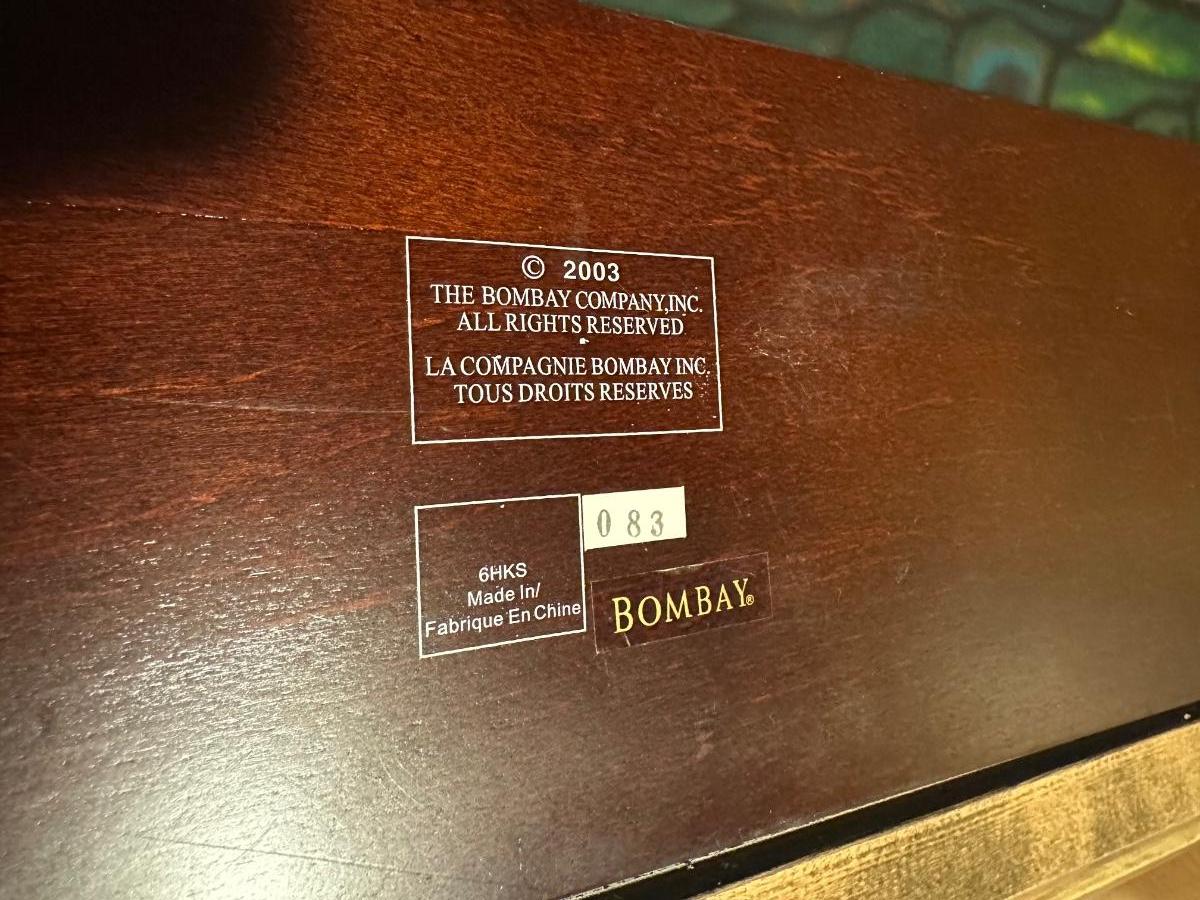 © 2003
THE BOMBAY COMPANY,INC.
ALL RIGHTS RESERVED
LA COMPAGNIE BOMBAY INC.
TOUS DROITS RESERVES
083
6HKS
Made In/
Fabrique En Chine
BOMBAY®